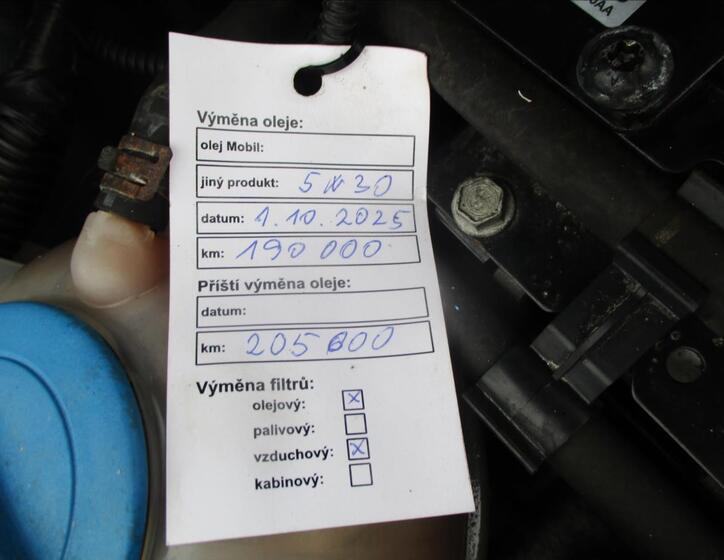 Výměna oleje:
olej Mobil:
jiný produkt: 5W30
datum: 1.10.2025
km: 190 000
Příští výměna oleje:
datum:
km: 205 000
Výměna filtrů:
olejový: x
palivový:
vzduchový: x
kabinový: